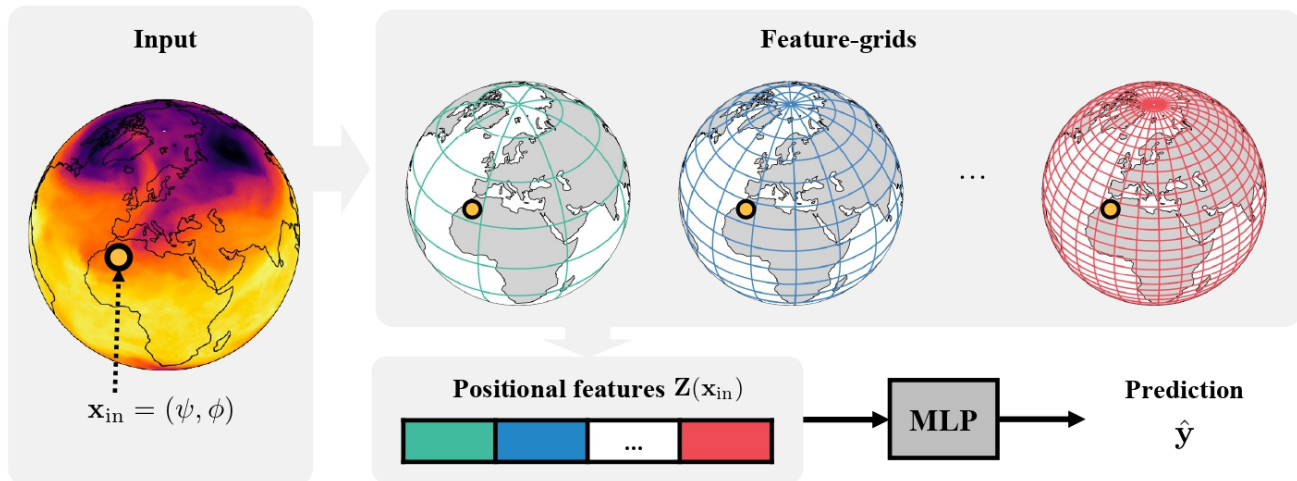 Input
Feature-grids
...
x_in = (ψ, ϕ)
Positional features Z(x_in)
...
MLP
Prediction
ŷ